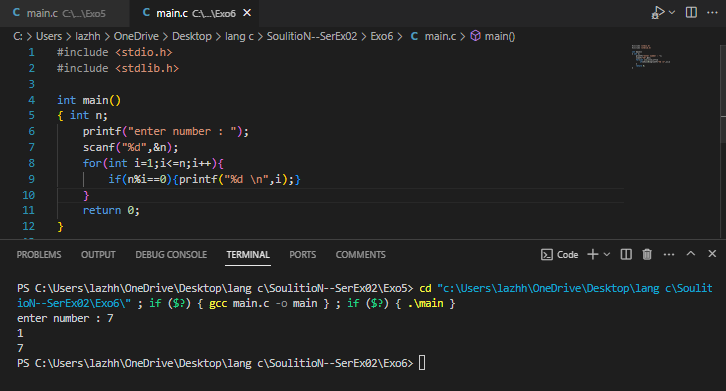 main.c C:\...\Exo5
main.c C:\...\Exo6
C: > Users > lazhh > OneDrive > Desktop > lang c > SoulitioN--SerEx02 > Exo6 > C main.c > main()
1 #include <stdio.h>
2 #include <stdlib.h>
3
4 int main()
5 { int n;
6 printf("enter number : ");
7 scanf("%d",&n);
8 for(int i=1;i<=n;i++){
9 if(n%i==0){printf("%d \n",i);}
10 }
11 return 0;
12 }
PROBLEMS OUTPUT DEBUG CONSOLE TERMINAL PORTS COMMENTS Code
PS C:\Users\lazhh\OneDrive\Desktop\lang c\SoulitioN--SerEx02\Exo5> cd "c:\Users\lazhh\OneDrive\Desktop\lang c\Soulit
ioN--SerEx02\Exo6\" ; if ($?) { gcc main.c -o main } ; if ($?) { .\main }
enter number : 7
1
7
PS C:\Users\lazhh\OneDrive\Desktop\lang c\SoulitioN--SerEx02\Exo6>